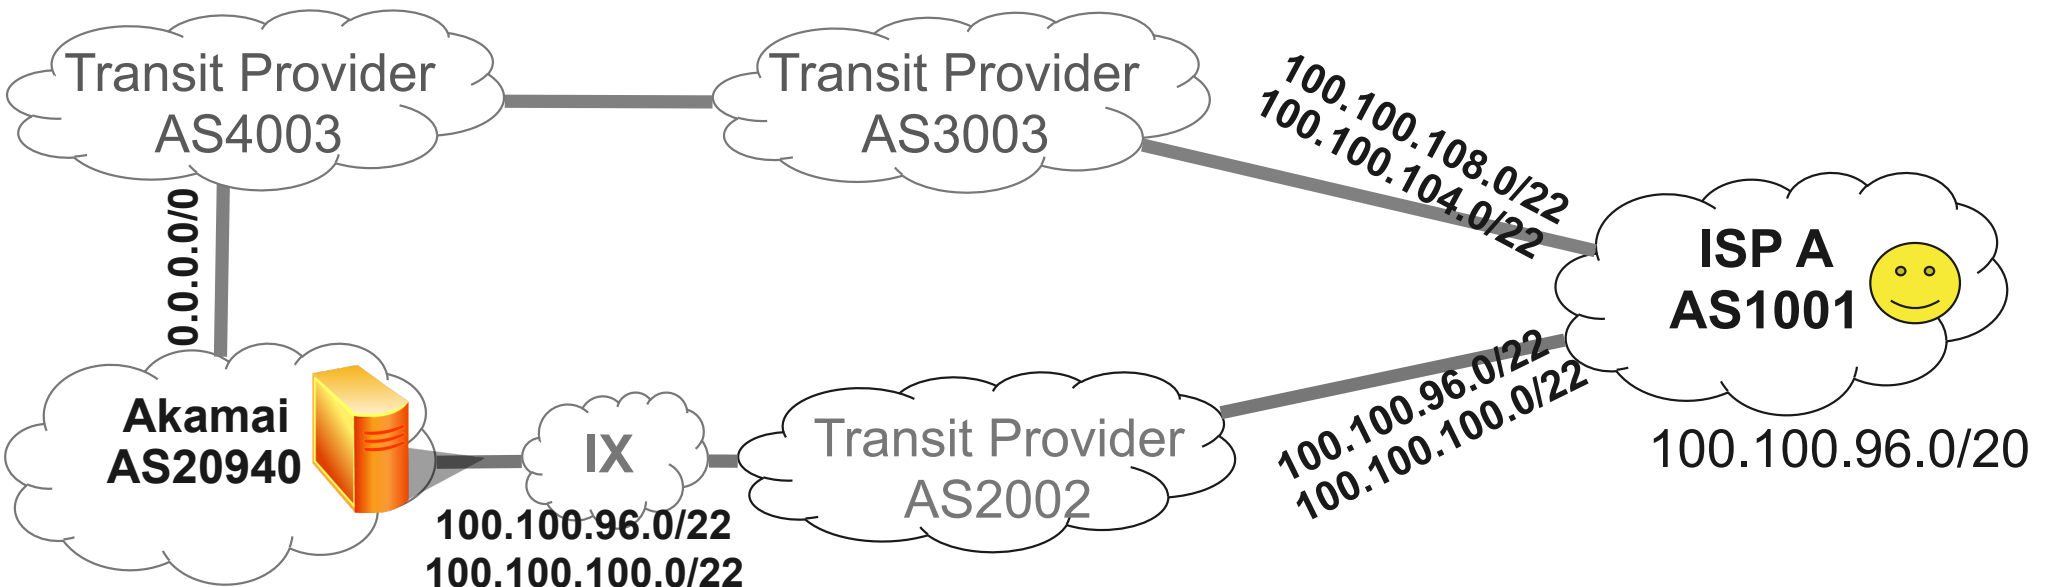 Transit Provider
AS4003
Transit Provider
AS3003
100.100.108.0/22
100.100.104.0/22
0.0.0.0/0
ISP A
AS1001
100.100.96.0/20
Akamai
AS20940
IX
100.100.96.0/22
100.100.100.0/22
Transit Provider
AS2002
100.100.96.0/22
100.100.100.0/22